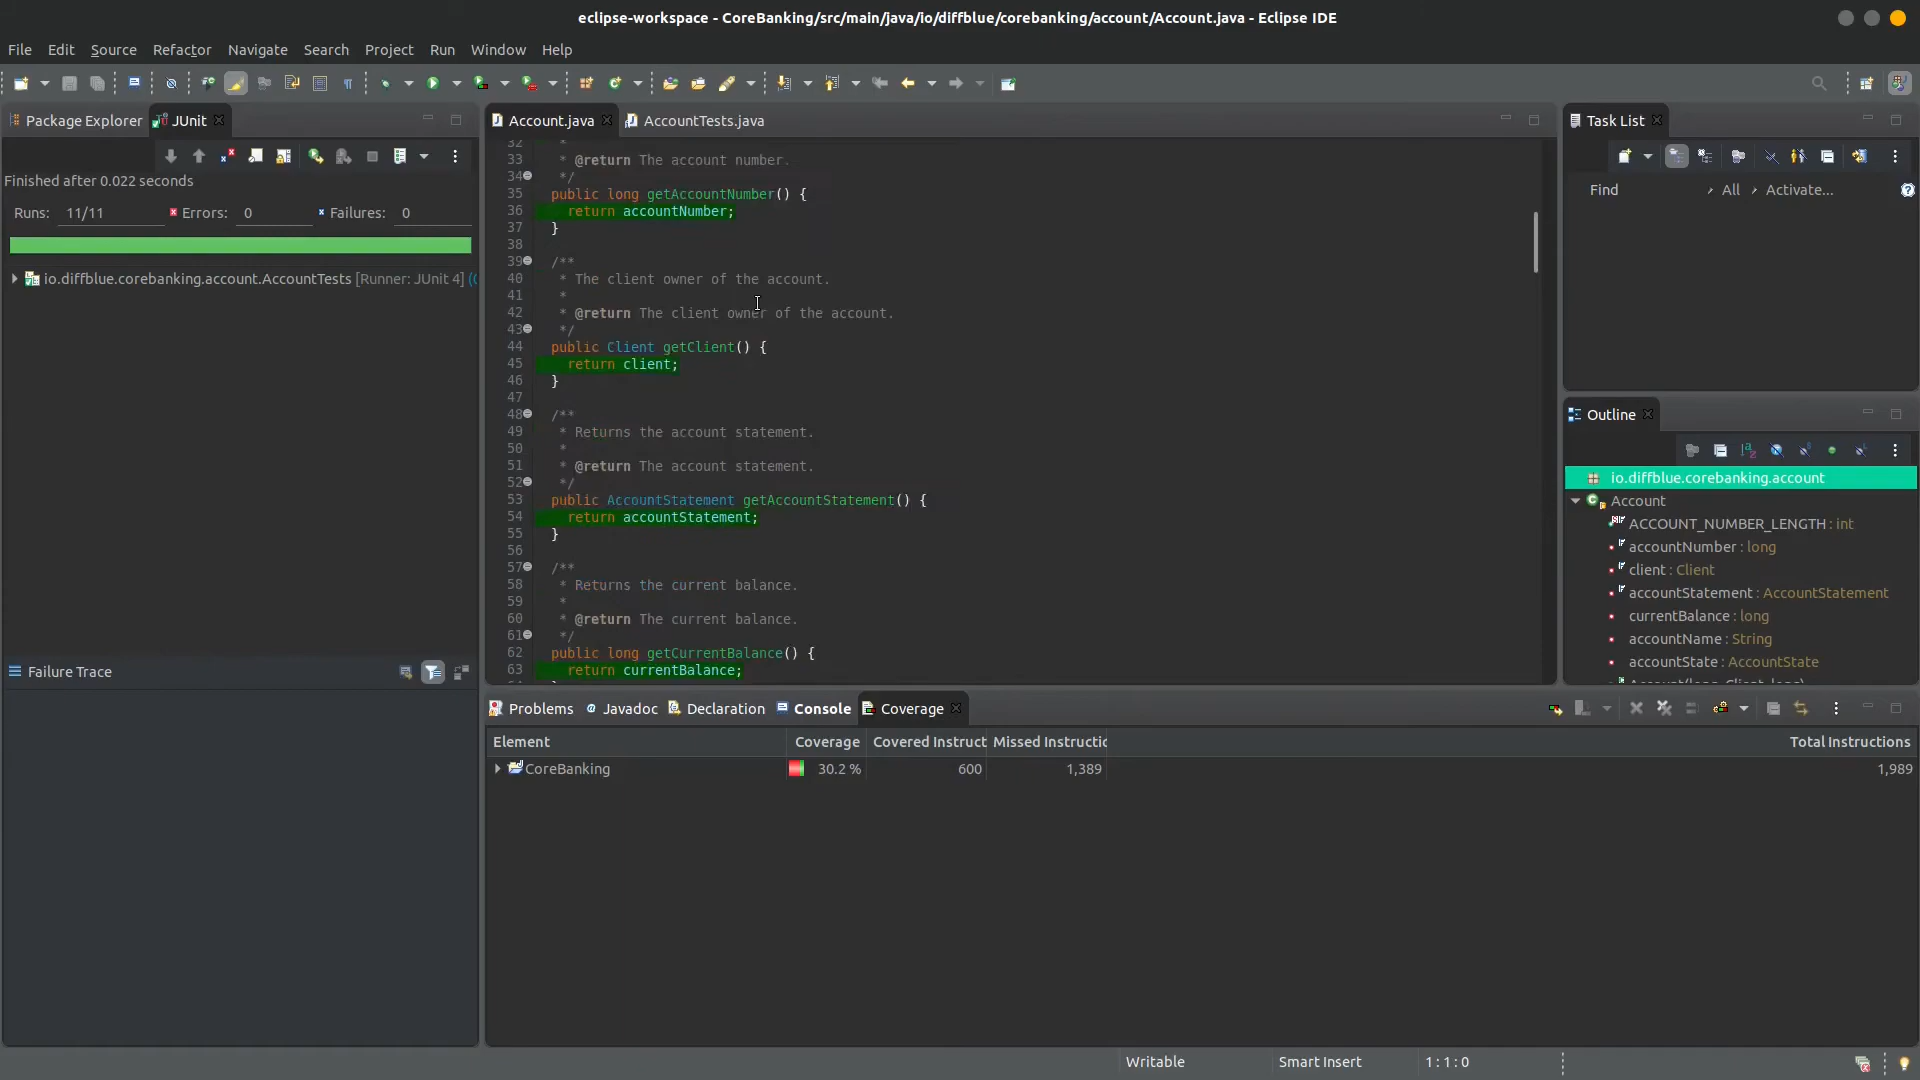 eclipse-workspace - CoreBanking/src/main/java/io/diffblue/corebanking/account/Account.java - Eclipse IDE
File Edit Source Refactor Navigate Search Project Run Window Help
Package Explorer JUnit
Finished after 0.022 seconds
Runs: 11/11 Errors: 0 Failures: 0
io.diffblue.corebanking.account.AccountTests [Runner: JUnit 4]
Failure Trace
Account.java AccountTests.java
32 *
33 * @return The account number.
34 */
35 public long getAccountNumber() {
36 return accountNumber;
37 }
38
39 /**
40 * The client owner of the account.
41 *
42 * @return The client owner of the account.
43 */
44 public Client getClient() {
45 return client;
46 }
47
48 /**
49 * Returns the account statement.
50 *
51 * @return The account statement.
52 */
53 public AccountStatement getAccountStatement() {
54 return accountStatement;
55 }
56
57 /**
58 * Returns the current balance.
59 *
60 * @return The current balance.
61 */
62 public long getCurrentBalance() {
63 return currentBalance;
Task List
Find All Activate...
Outline
io.diffblue.corebanking.account
Account
ACCOUNT_NUMBER_LENGTH : int
accountNumber : long
client : Client
accountStatement : AccountStatement
currentBalance : long
accountName : String
accountState : AccountState
Problems Javadoc Declaration Console Coverage
Element Coverage Covered Instruct Missed Instructic Total Instructions
CoreBanking 30.2 % 600 1,389 1,989
Writable Smart Insert 1 : 1 : 0